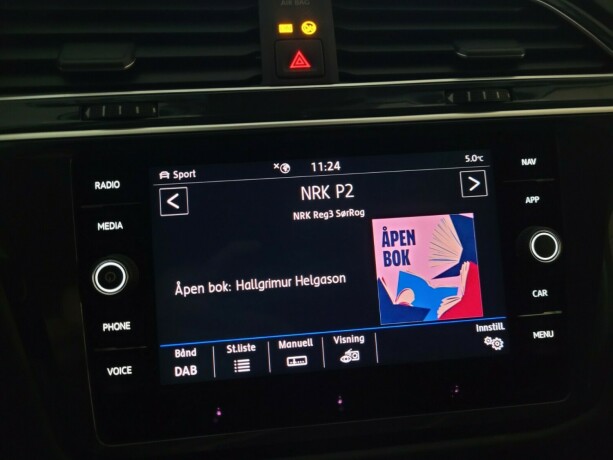 AIR BAG
RADIO
MEDIA
PHONE
VOICE
Sport
11:24
5.0°C
NRK P2
NRK Reg3 SørRog
ÅPEN
BOK
Åpen bok: Hallgrimur Helgason
Bånd
DAB
St.liste
Manuell
Visning
Innstill.
NAV
APP
CAR
MENU